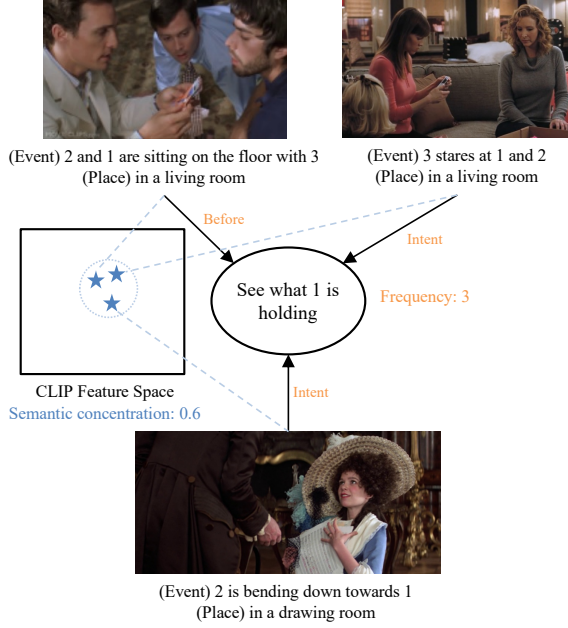 (Event) 2 and 1 are sitting on the floor with 3
(Place) in a living room
(Event) 3 stares at 1 and 2
(Place) in a living room
Before
Intent
See what 1 is
holding
Frequency: 3
CLIP Feature Space
Semantic concentration: 0.6
Intent
(Event) 2 is bending down towards 1
(Place) in a drawing room